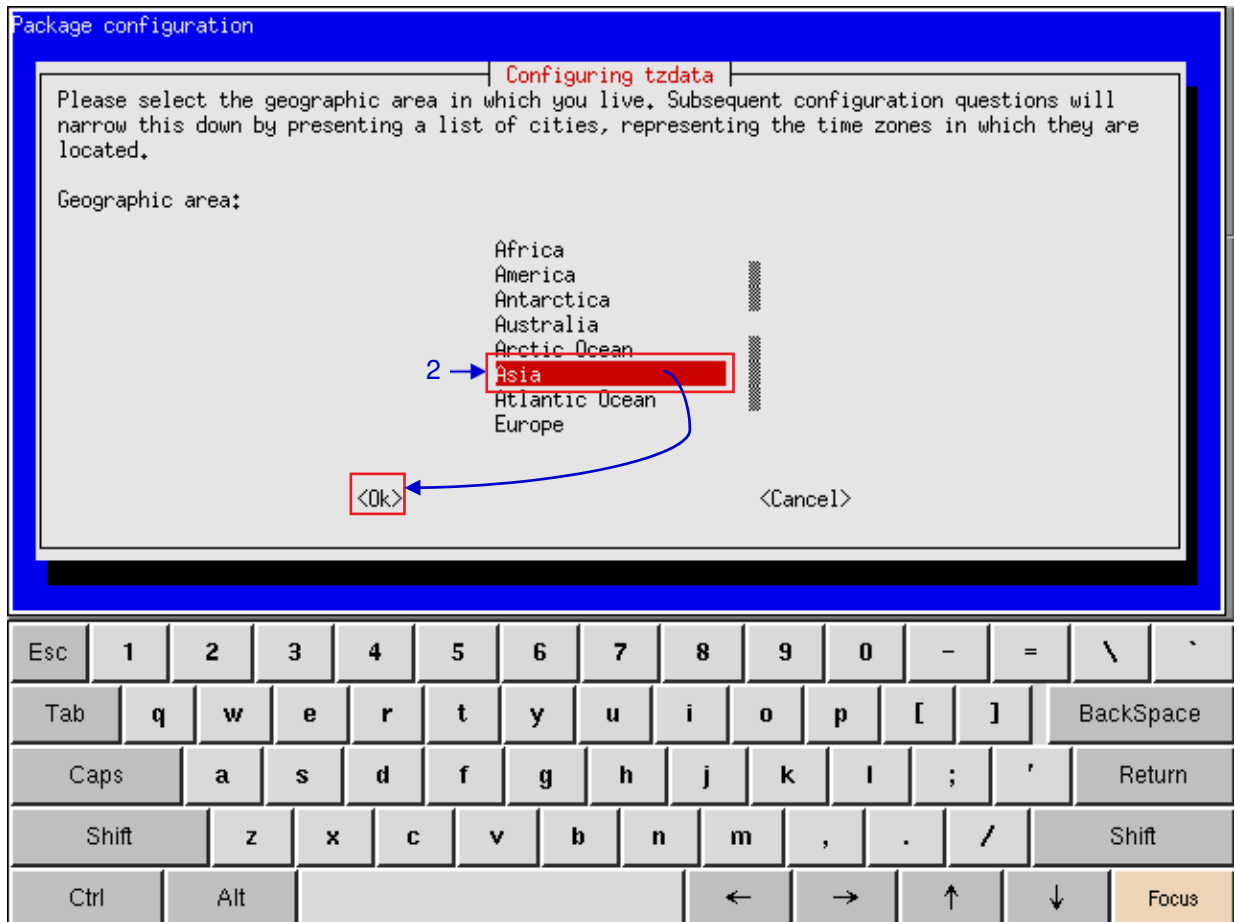 Package configuration
Configuring tzdata
Please select the geographic area in which you live. Subsequent configuration questions will
narrow this down by presenting a list of cities, representing the time zones in which they are
located.
Geographic area:
Africa
America
Antarctica
Australia
Arctic Ocean
2 Asia
Atlantic Ocean
Europe
<Ok> <Cancel>
Esc 1 2 3 4 5 6 7 8 9 0 - = \ `
Tab q w e r t y u i o p [ ] BackSpace
Caps a s d f g h j k l ; ' Return
Shift z x c v b n m , . / Shift
Ctrl Alt ← → ↑ ↓ Focus